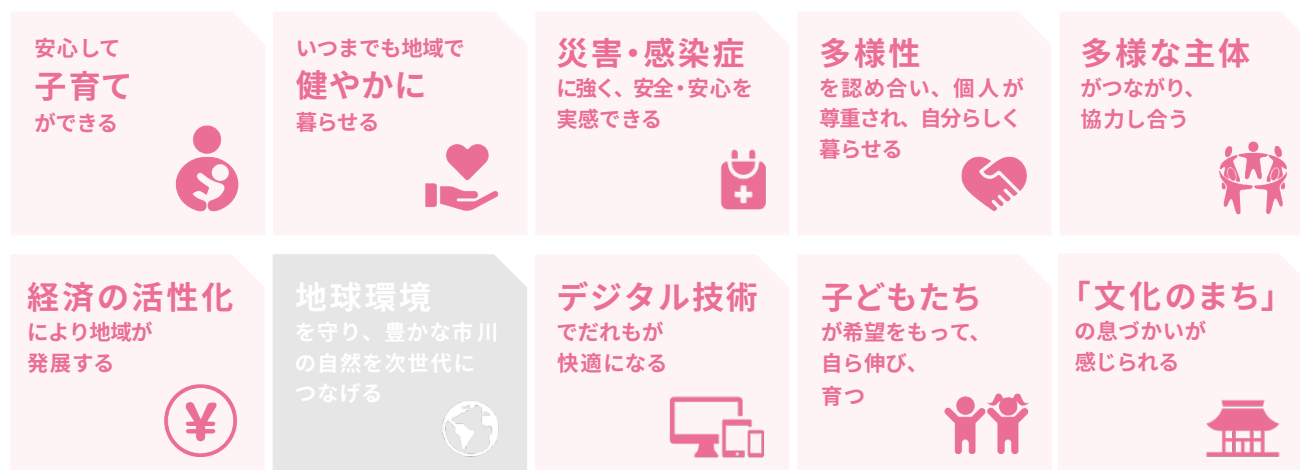 安心して
子育て
ができる
いつまでも地域で
健やかに
暮らせる
災害・感染症
に強く、安全・安心を
実感できる
多様性
を認め合い、個人が
尊重され、自分らしく
暮らせる
多様な主体
がつながり、
協力し合う
経済の活性化
により地域が
発展する
¥
地球環境
を守り、豊かな市川
の自然を次世代に
つなげる
デジタル技術
でだれもが
快適になる
子どもたち
が希望をもって、
自ら伸び、
育つ
「文化のまち」
の息づかいが
感じられる